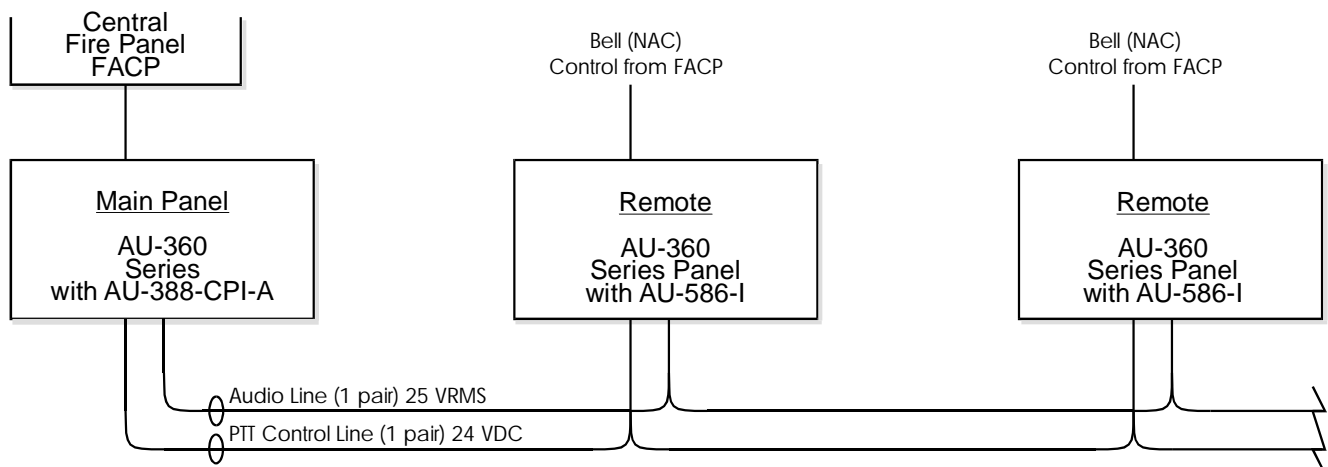 Central
Fire Panel
FACP
Bell (NAC)
Control from FACP
Bell (NAC)
Control from FACP
Main Panel
AU-360
Series
with AU-388-CPI-A
Remote
AU-360
Series Panel
with AU-586-I
Remote
AU-360
Series Panel
with AU-586-I
Audio Line (1 pair) 25 VRMS
PTT Control Line (1 pair) 24 VDC